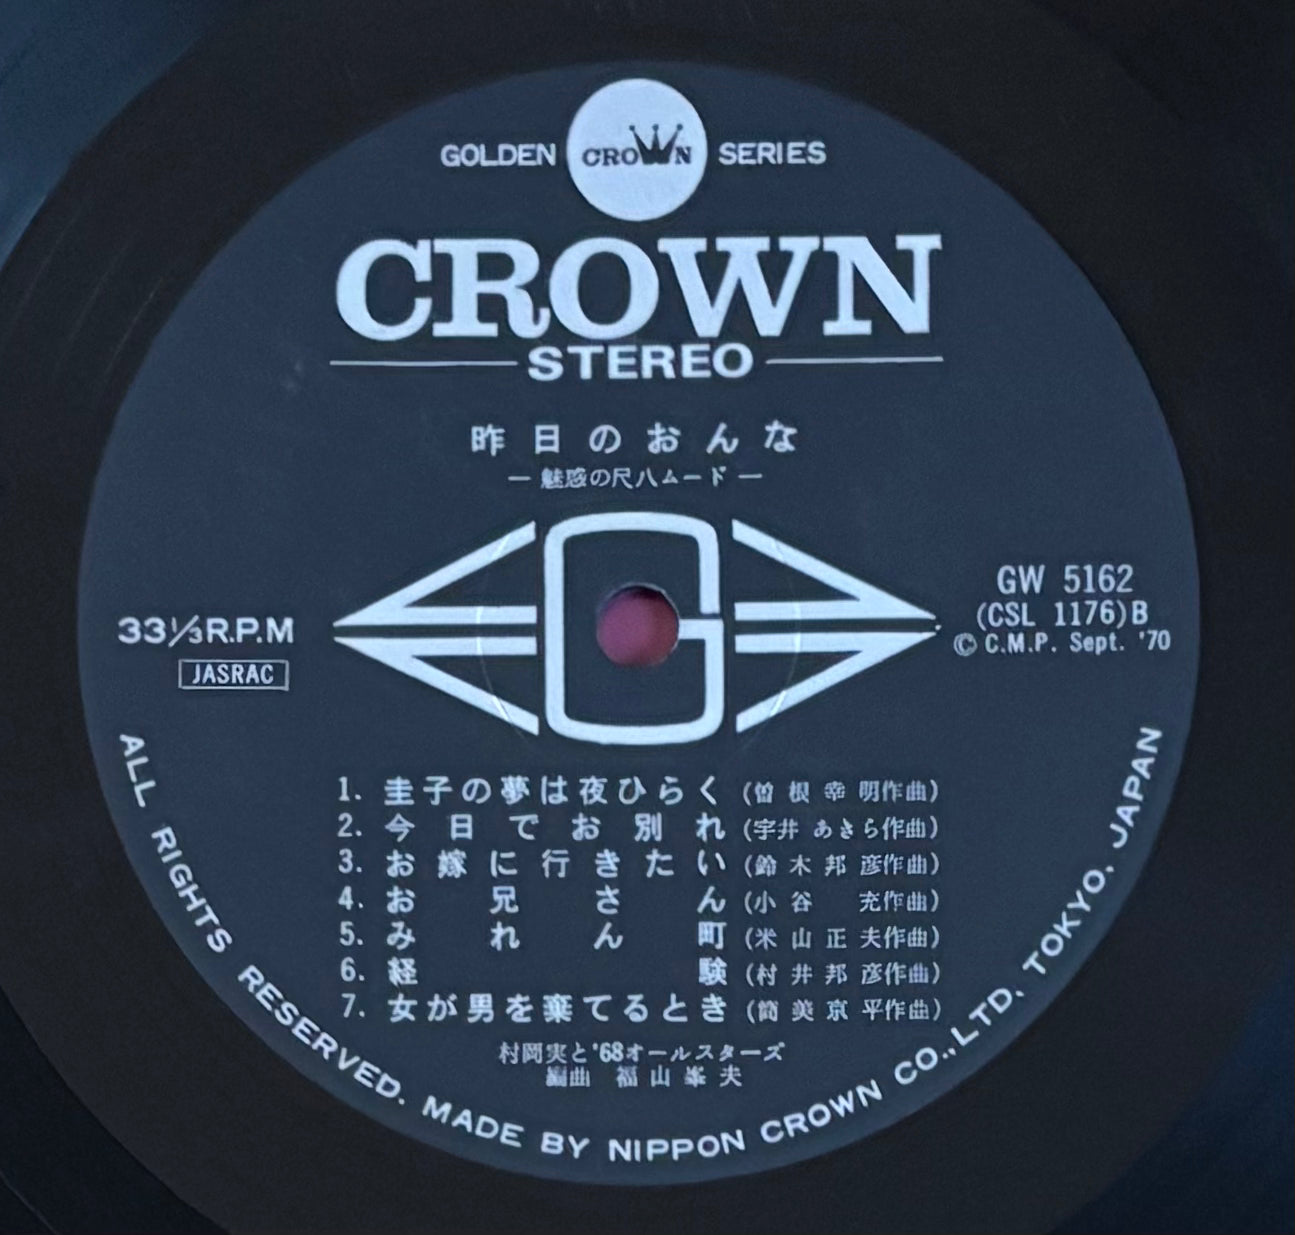 GOLDEN CROWN SERIES
CROWN
STEREO
昨日のおんな
― 魅惑の尺八ムード ―
G
33⅓R.P.M
JASRAC
GW 5162
(CSL 1176)B
© C.M.P. Sept. '70
1. 圭子の夢は夜ひらく (曽根幸明作曲)
2. 今日でお別れ (宇井あきら作曲)
3. お嫁に行きたい (鈴木邦彦作曲)
4. お兄さん (小谷充作曲)
5. みれん町 (米山正夫作曲)
6. 経験 (村井邦彦作曲)
7. 女が男を棄てるとき (筒美京平作曲)
村岡実と'68オールスターズ
編曲 福山峯夫
ALL RIGHTS RESERVED. MADE BY NIPPON CROWN CO., LTD. TOKYO, JAPAN